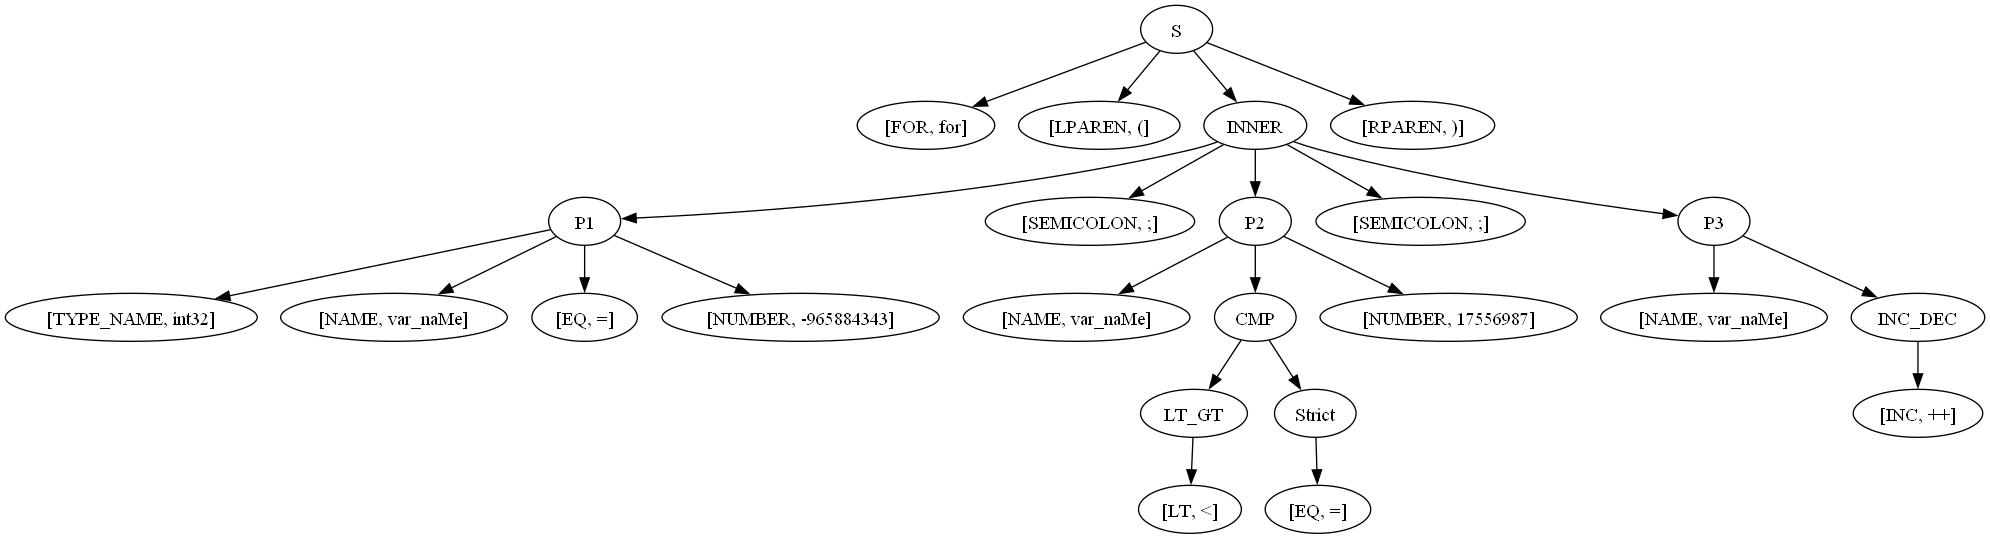 S
[FOR, for] [LPAREN, (] INNER [RPAREN, )]
P1 [SEMICOLON, ;] P2 [SEMICOLON, ;] P3
[TYPE_NAME, int32] [NAME, var_naMe] [EQ, =] [NUMBER, -965884343] [NAME, var_naMe] CMP [NUMBER, 17556987] [NAME, var_naMe] INC_DEC
LT_GT Strict [INC, ++]
[LT, <] [EQ, =]